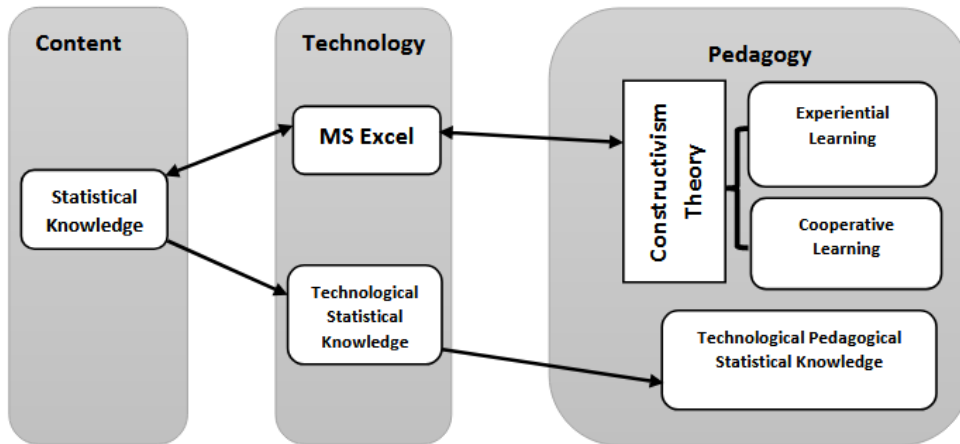 Content
Technology
Pedagogy
Statistical
Knowledge
MS Excel
Technological
Statistical
Knowledge
Constructivism
Theory
Experiential
Learning
Cooperative
Learning
Technological Pedagogical
Statistical Knowledge